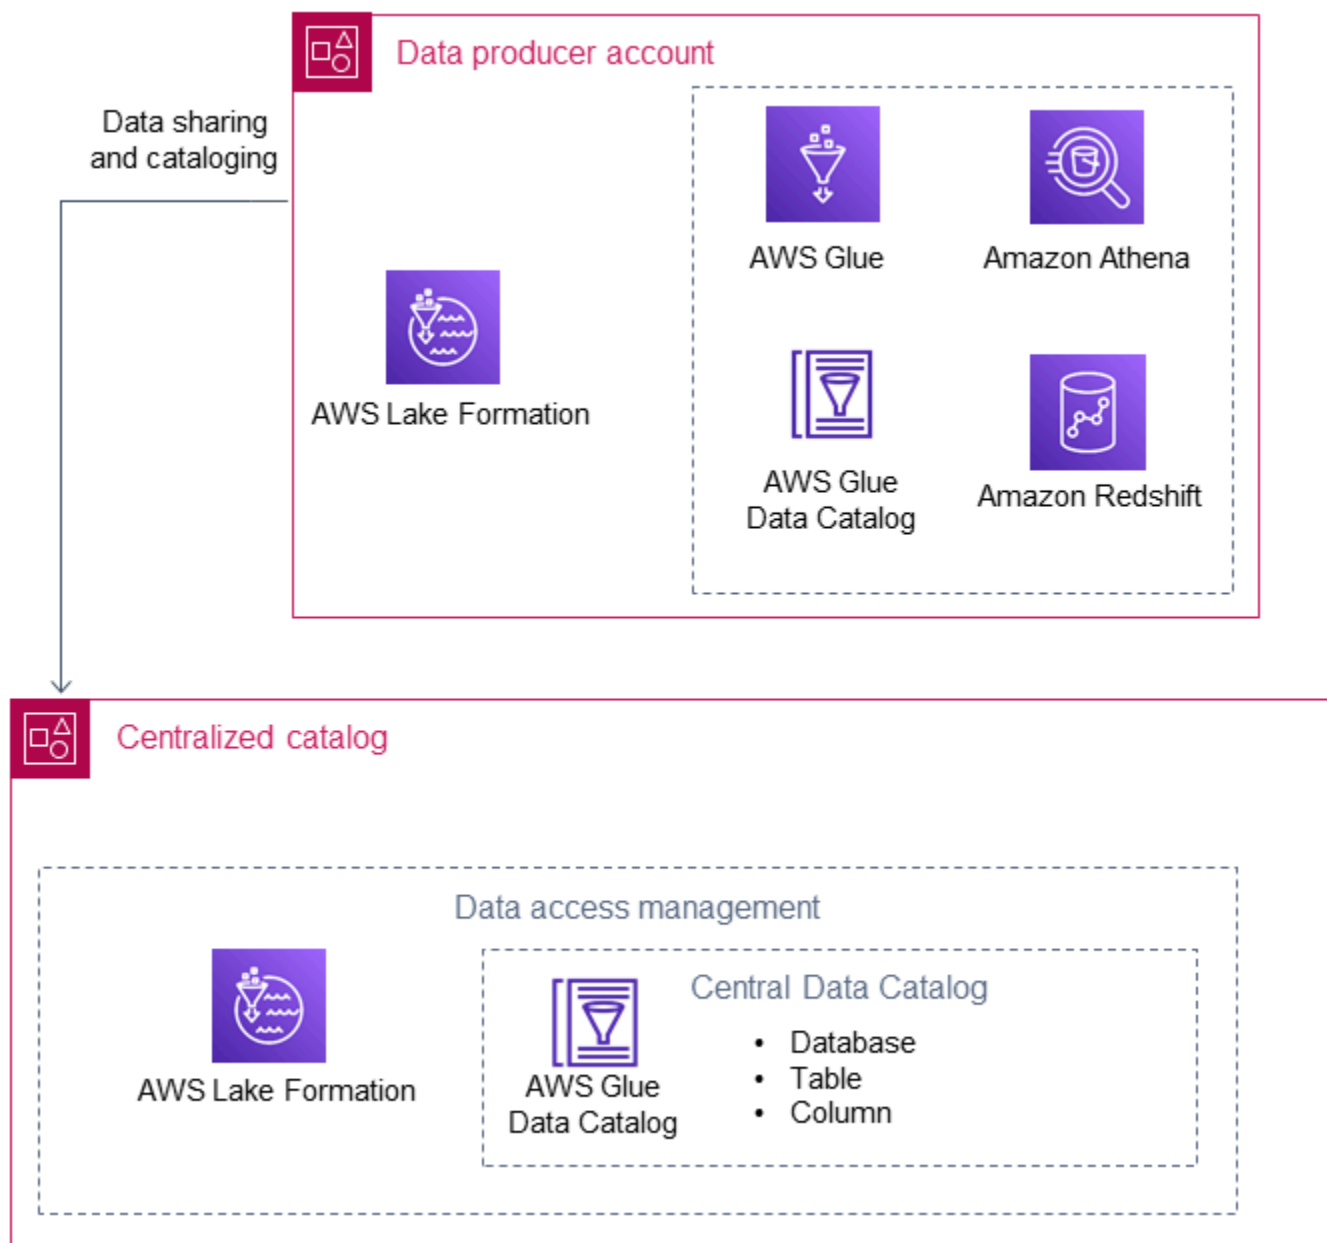 Data producer account
Data sharing
and cataloging
AWS Glue
Amazon Athena
AWS Lake Formation
AWS Glue
Data Catalog
Amazon Redshift
Centralized catalog
Data access management
Central Data Catalog
• Database
• Table
• Column
AWS Lake Formation
AWS Glue
Data Catalog